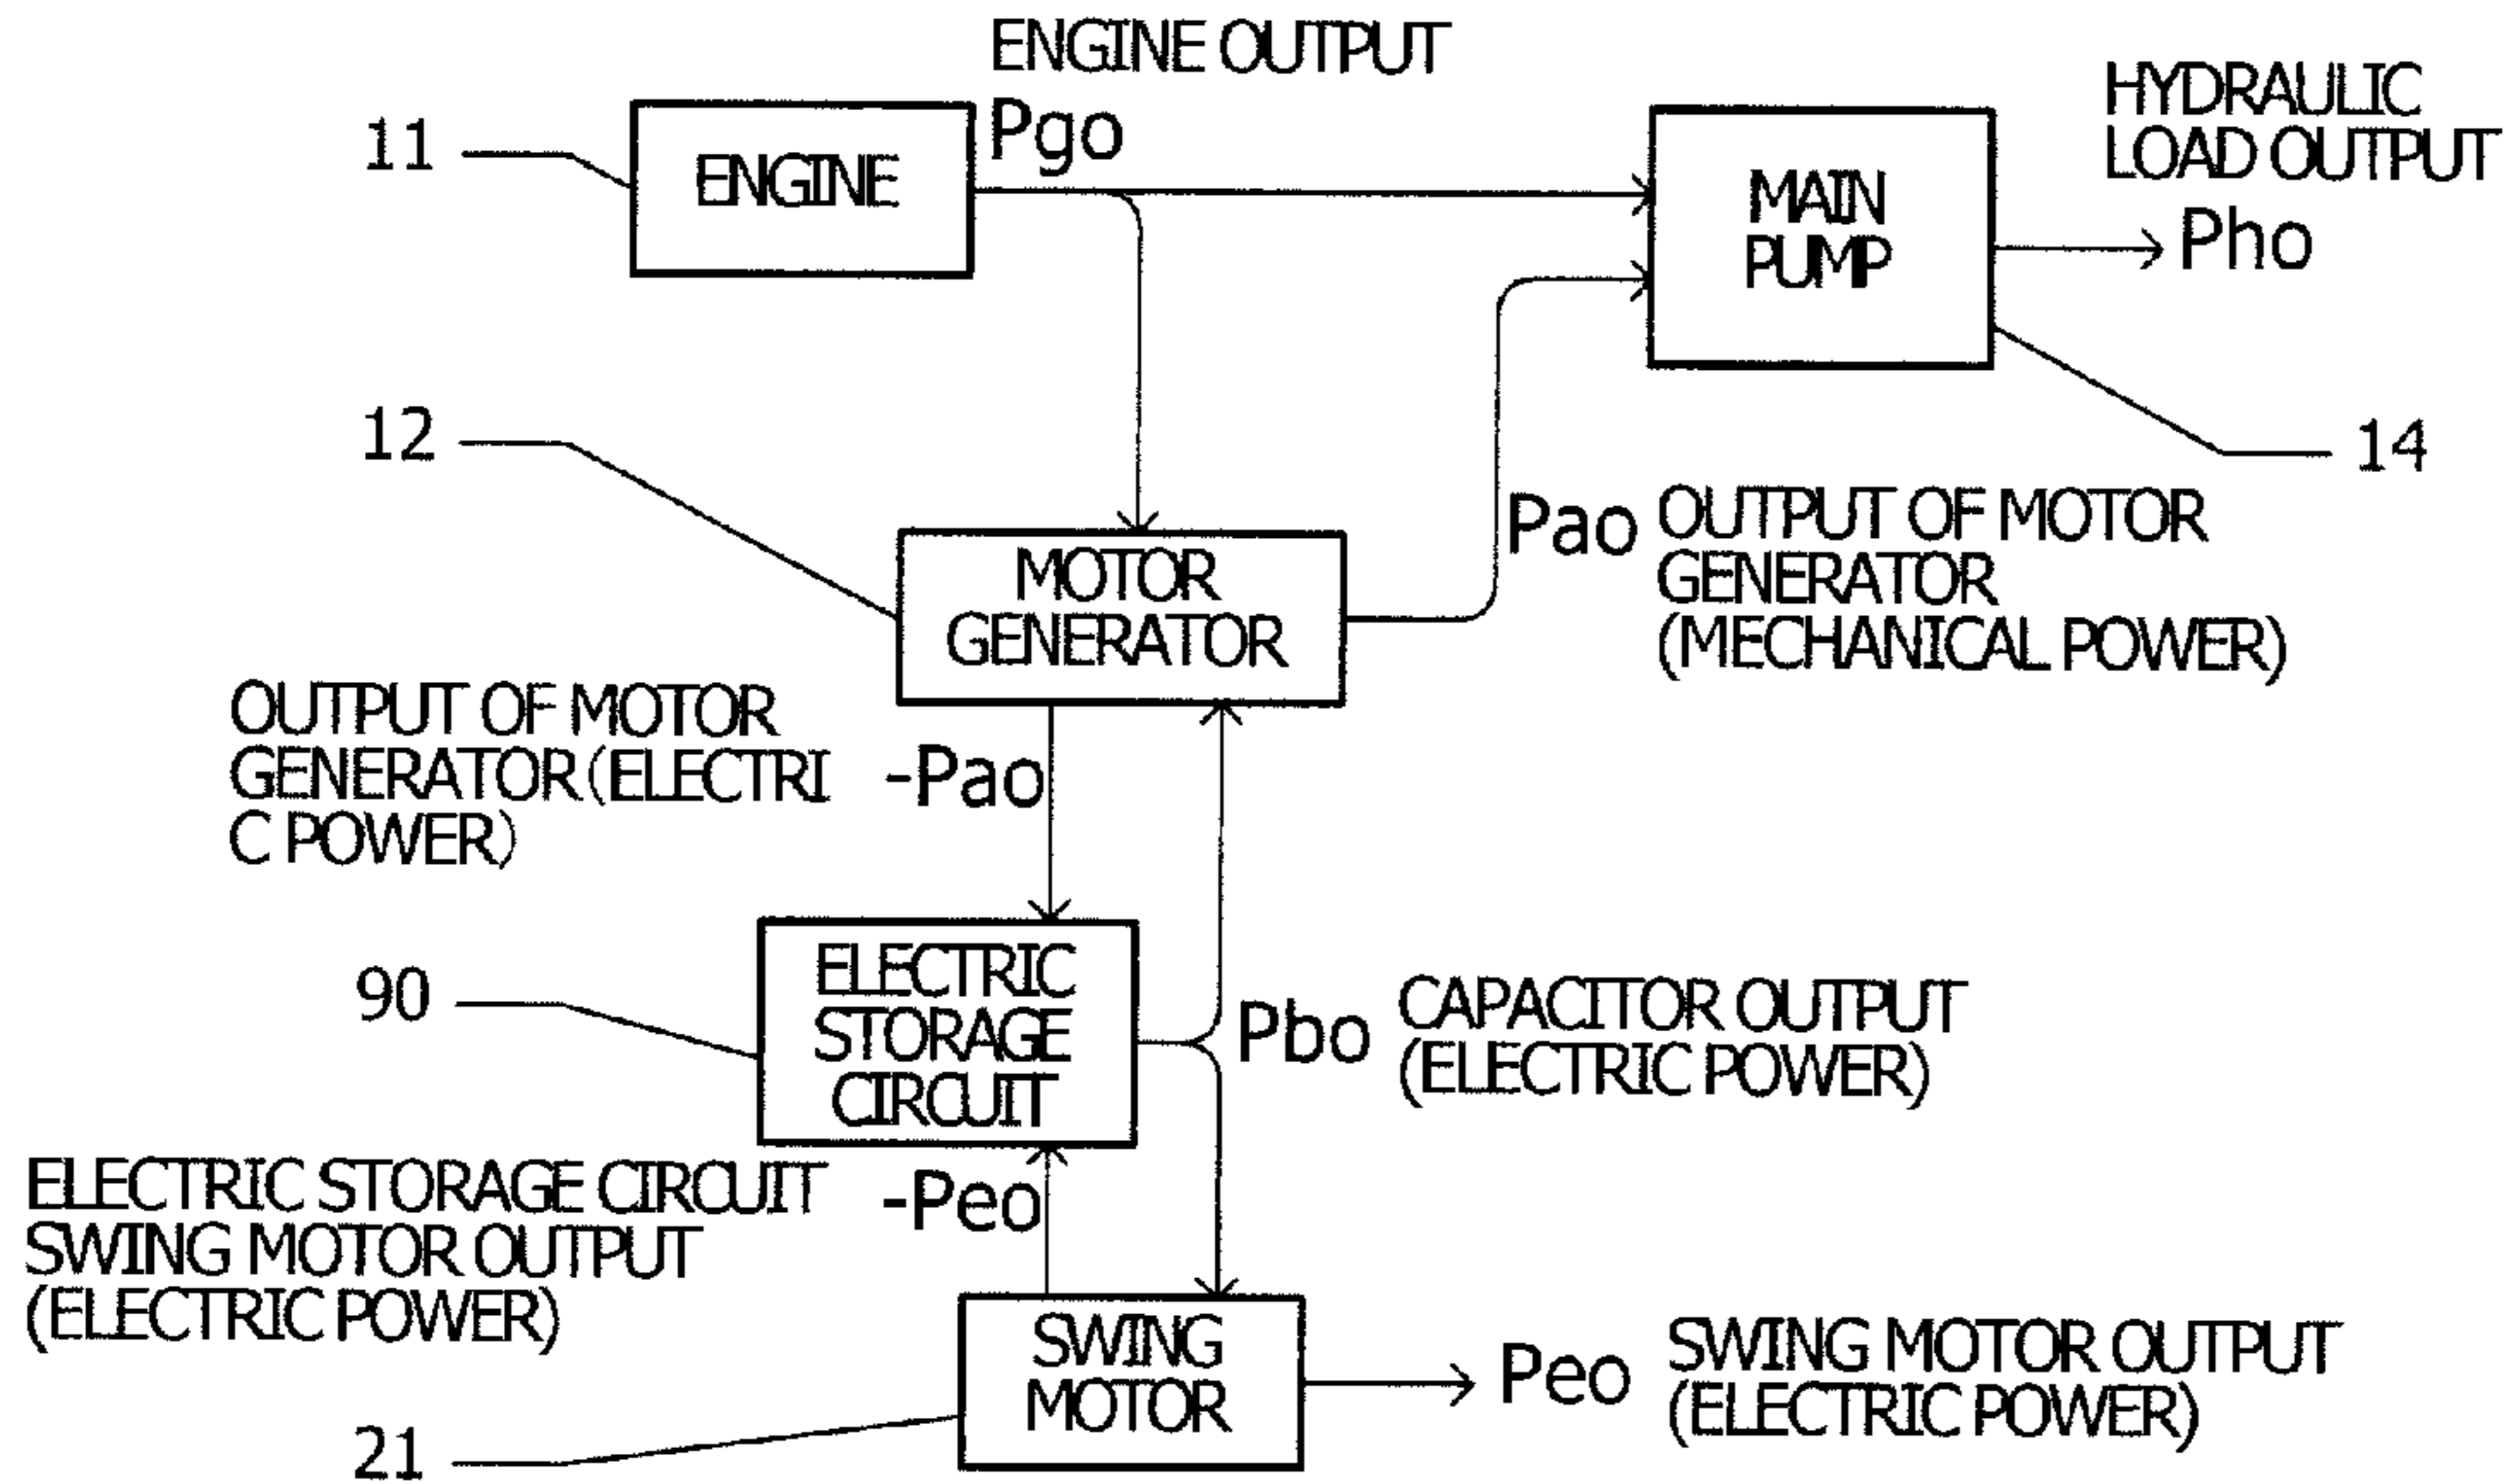 ENGINE OUTPUT
Pgo
HYDRAULIC
LOAD OUTPUT
Pho
11
ENGINE
MAIN
PUMP
12
14
MOTOR
GENERATOR
Pao
OUTPUT OF MOTOR
GENERATOR
(MECHANICAL POWER)
OUTPUT OF MOTOR
GENERATOR (ELECTRI
C POWER)
-Pao
90
ELECTRIC
STORAGE
CIRCUIT
Pbo
CAPACITOR OUTPUT
(ELECTRIC POWER)
ELECTRIC STORAGE CIRCUIT
SWING MOTOR OUTPUT
(ELECTRIC POWER)
-Peo
SWING
MOTOR
Peo
SWING MOTOR OUTPUT
(ELECTRIC POWER)
21